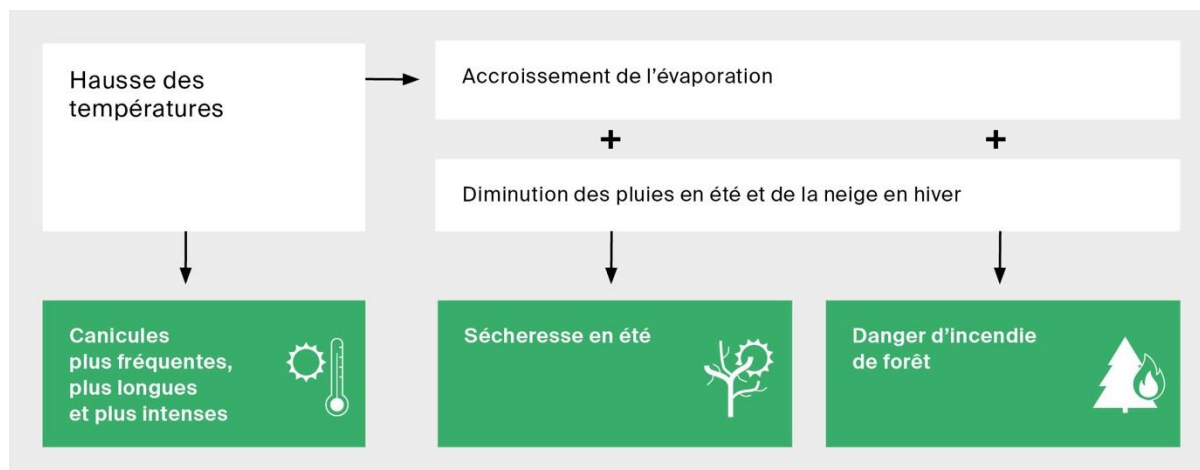 Hausse des
températures
Accroissement de l’évaporation
+ +
Diminution des pluies en été et de la neige en hiver
Canicules
plus fréquentes,
plus longues
et plus intenses
Sécheresse en été
Danger d’incendie
de forêt